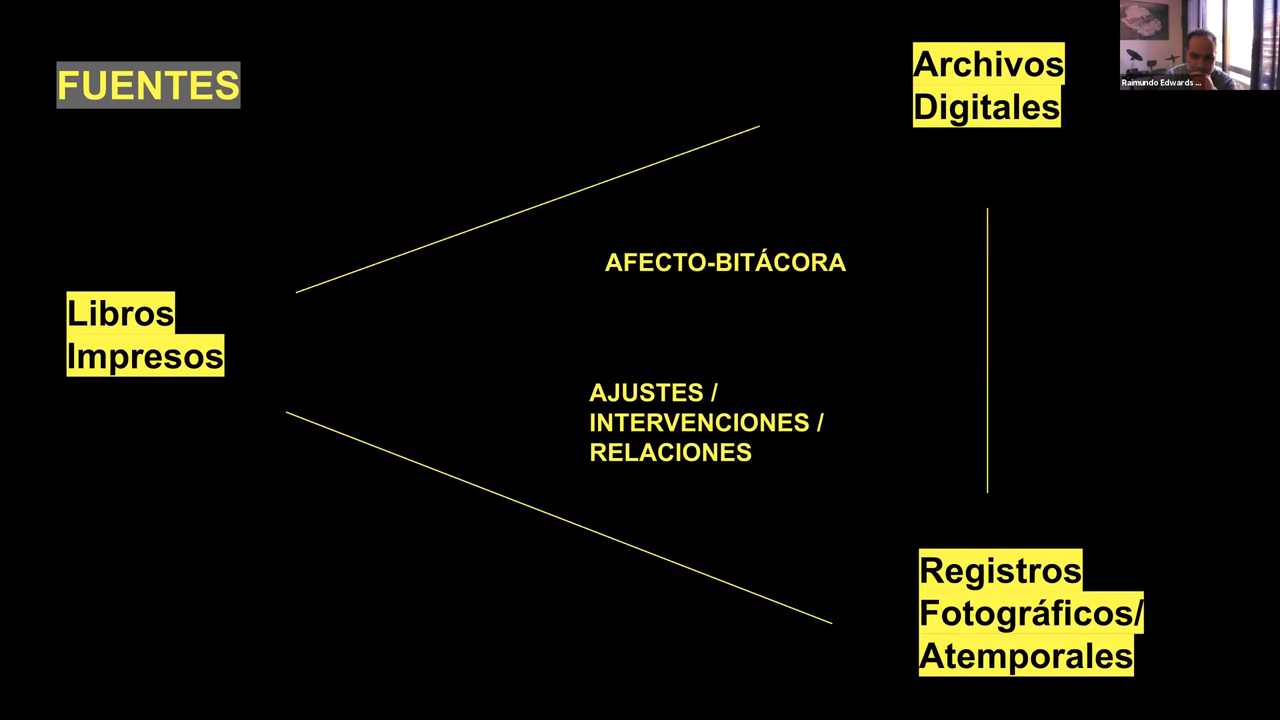 FUENTES
Archivos
Digitales
Raimundo Edwards ...
AFECTO-BITÁCORA
Libros
Impresos
AJUSTES /
INTERVENCIONES /
RELACIONES
Registros
Fotográficos/
Atemporales